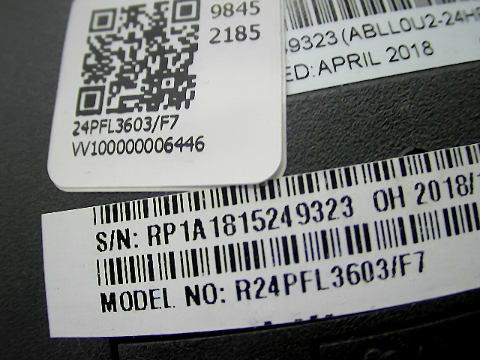 9845
2185
24PFL3603/F7
VV100000006446
49323(ABLL0U2-24H
ED:APRIL 2018
S/N: RP1A1815249323 OH 2018/
MODEL NO: R24PFL3603/F7